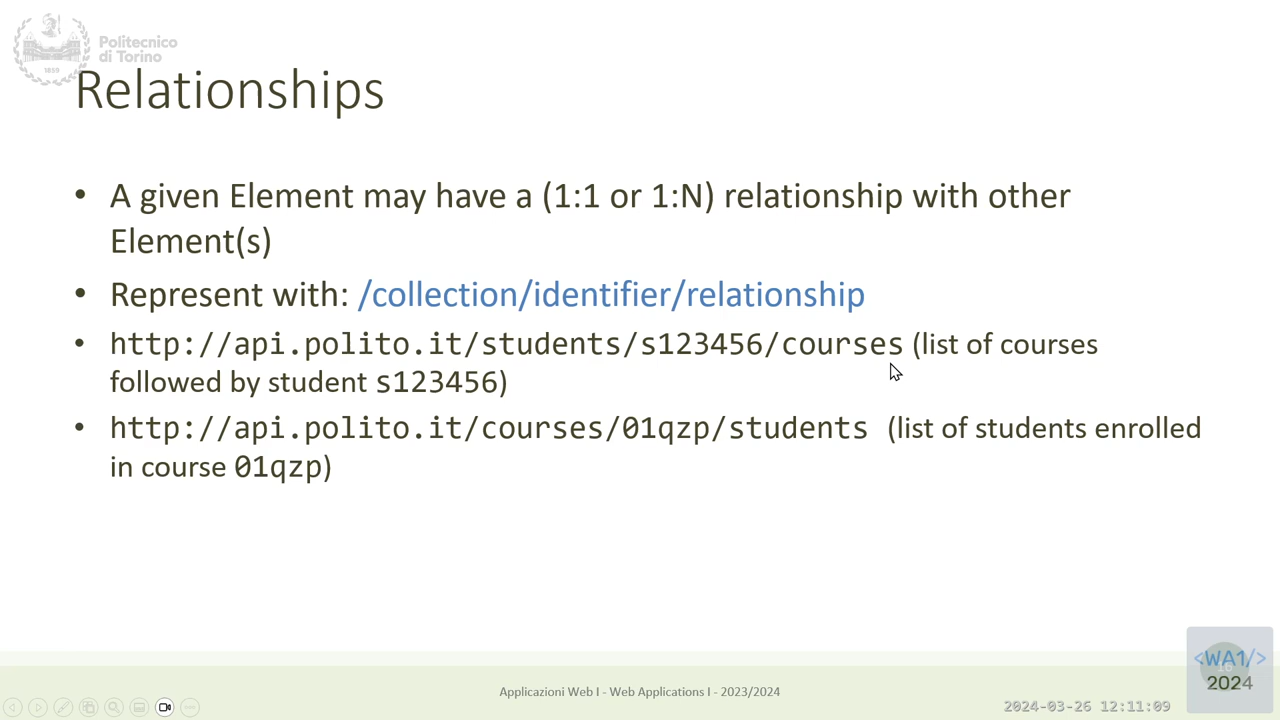 Politecnico
di Torino
1859
Relationships
• A given Element may have a (1:1 or 1:N) relationship with other
Element(s)
• Represent with: /collection/identifier/relationship
• http://api.polito.it/students/s123456/courses (list of courses
followed by student s123456)
• http://api.polito.it/courses/01qzp/students (list of students enrolled
in course 01qzp)
Applicazioni Web I - Web Applications I - 2023/2024
<WA1/>
2024
2024-03-26 12:11:09